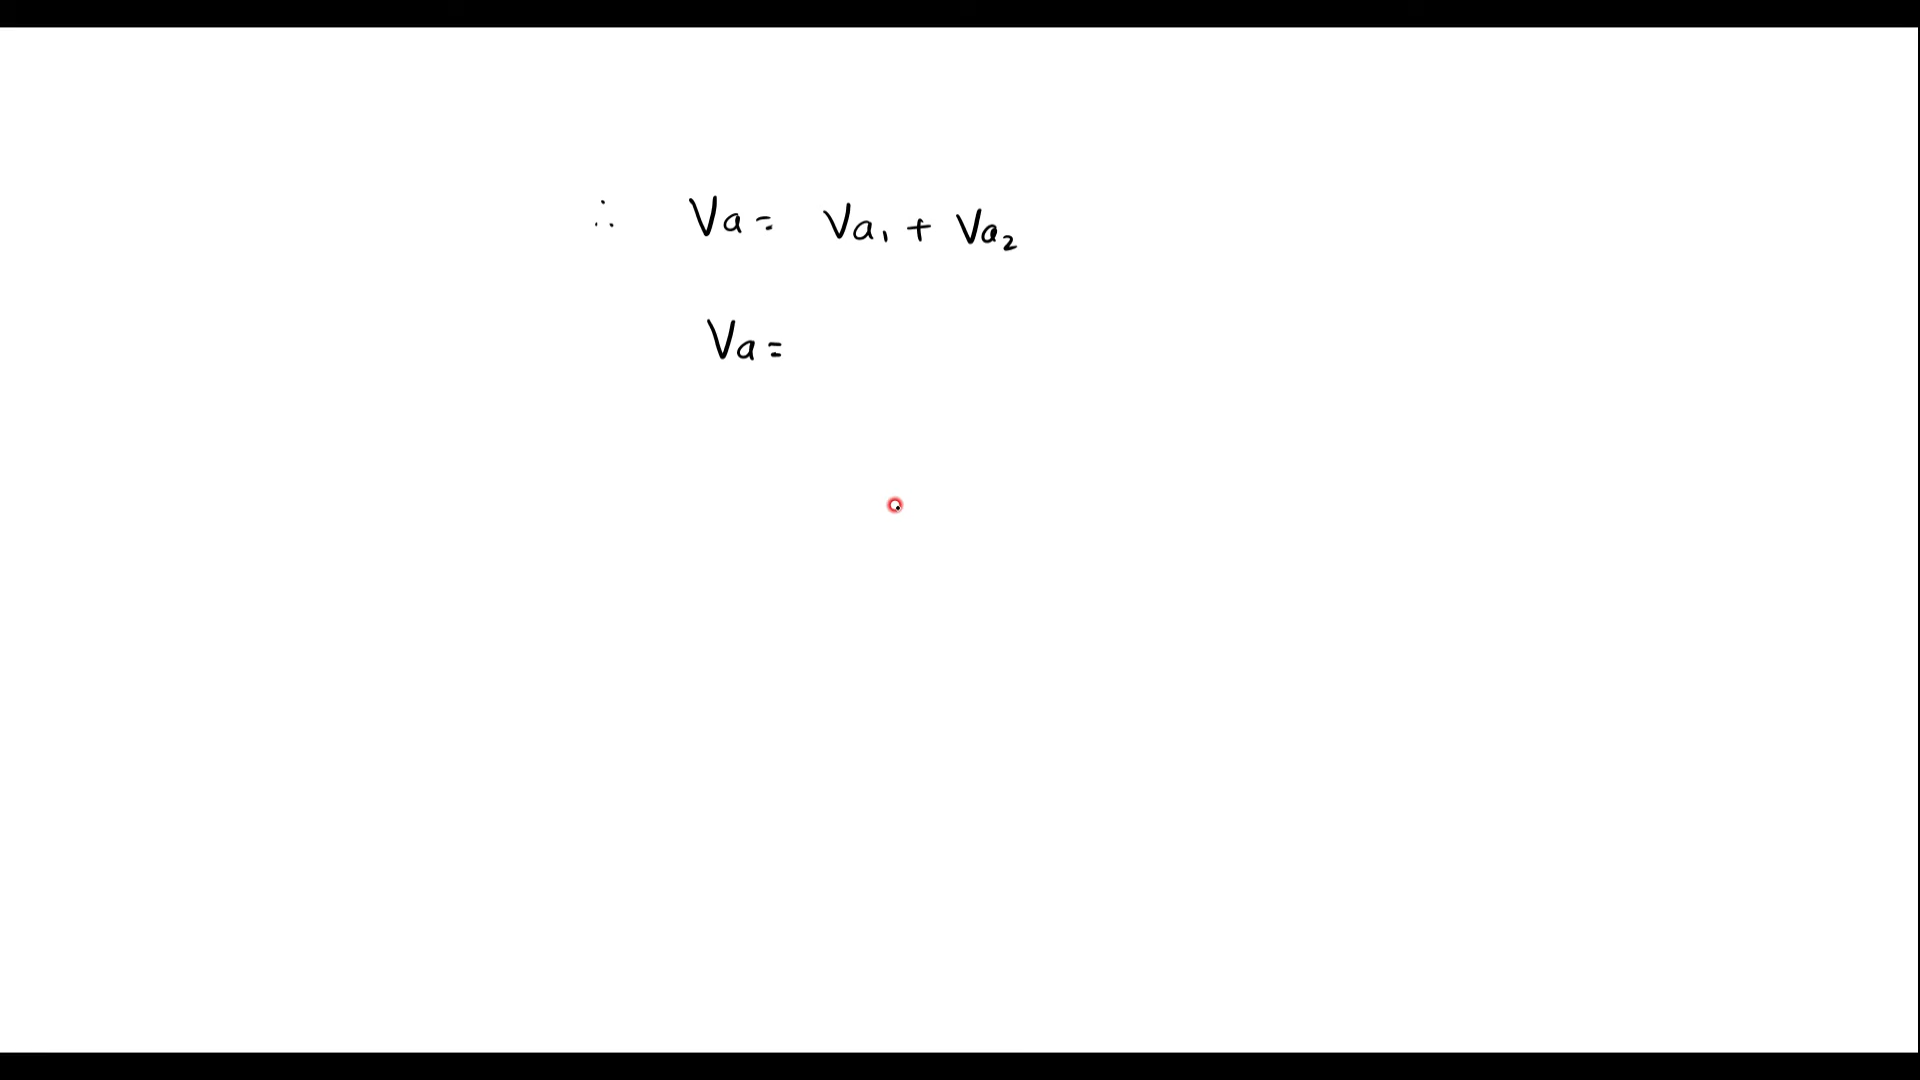 ∴ Va = Va₁ + Va₂
Va =